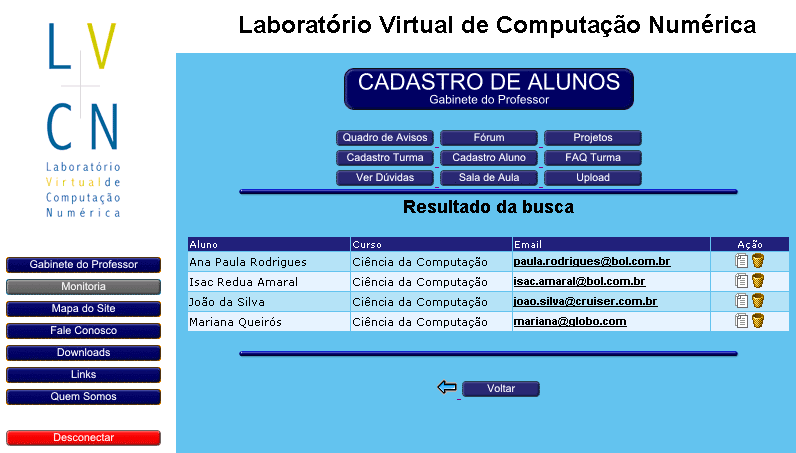 LV
CN
Laboratório
Virtual de
Computação
Numérica
Laboratório Virtual de Computação Numérica
CADASTRO DE ALUNOS
Gabinete do Professor
Quadro de Avisos Fórum Projetos
Cadastro Turma Cadastro Aluno FAQ Turma
Ver Dúvidas Sala de Aula Upload
Resultado da busca
Aluno Curso Email Ação
Ana Paula Rodrigues Ciência da Computação paula.rodrigues@bol.com.br
Isac Redua Amaral Ciência da Computação isac.amaral@bol.com.br
João da Silva Ciência da Computação joao.silva@cruiser.com.br
Mariana Queirós Ciência da Computação mariana@globo.com
Voltar
Gabinete do Professor
Monitoria
Mapa do Site
Fale Conosco
Downloads
Links
Quem Somos
Desconectar